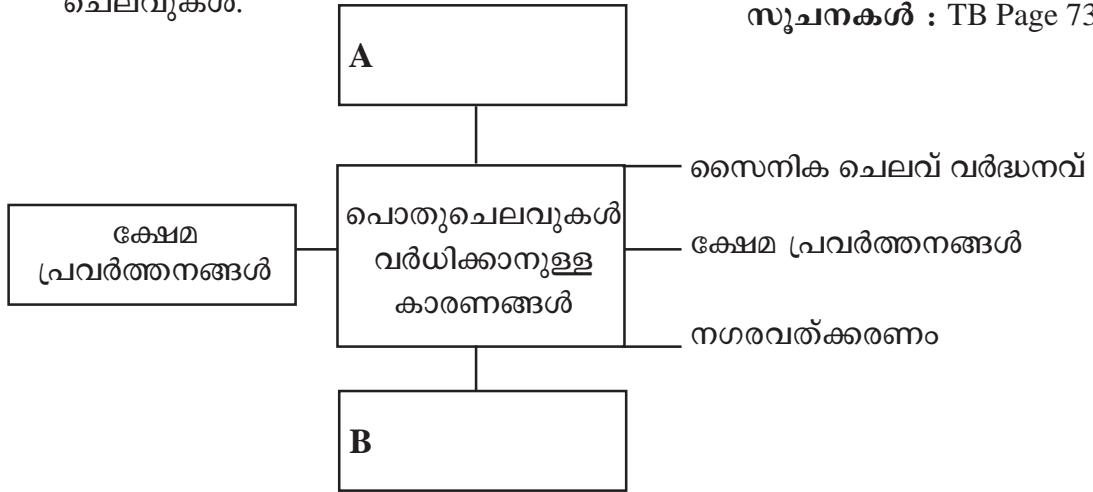 ചെലവുകൾ.
സൂചനകൾ : TB Page 73
A
സൈനിക ചെലവ് വർദ്ധനവ്
ക്ഷേമ
പ്രവർത്തനങ്ങൾ
പൊതുചെലവുകൾ
വർധിക്കാനുള്ള
കാരണങ്ങൾ
ക്ഷേമ പ്രവർത്തനങ്ങൾ
നഗരവത്ക്കരണം
B